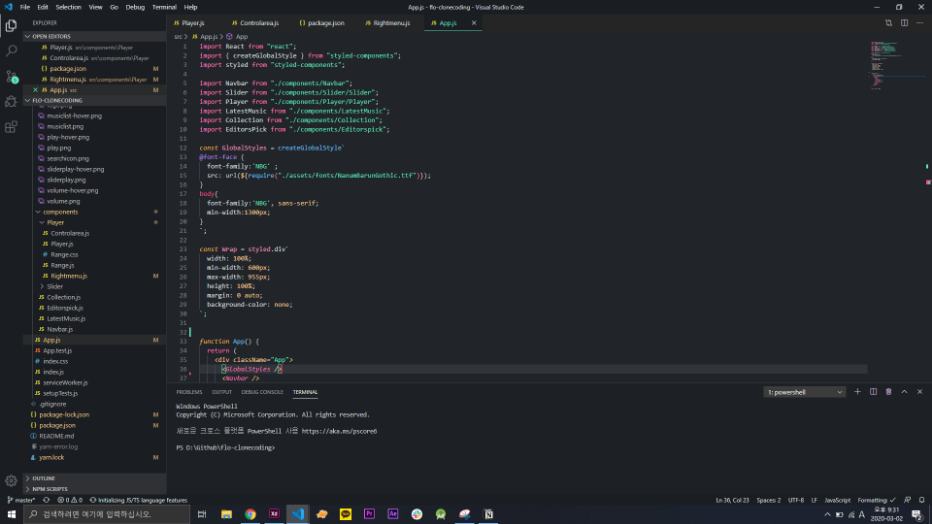 File Edit Selection View Go Debug Terminal Help
App.js - flo-clonecoding - Visual Studio Code
EXPLORER
OPEN EDITORS
Player.js src\components\Player
Controlarea.js src\components\Player
package.json M
Rightmenu.js src\components\Player M
App.js src M
FLO-CLONECODING
musiclist-hover.png
musiclist.png
play-hover.png
play.png
searchicon.png
sliderplay-hover.png
sliderplay.png
volume-hover.png
volume.png
components
Player
Controlarea.js
Player.js
Range.css
Range.js
Rightmenu.js M
Slider
Collection.js
Editorspick.js
LatestMusic.js
Navbar.js
App.js M
App.test.js
index.css
index.js
serviceWorker.js
setupTests.js
.gitignore
package-lock.json M
package.json M
README.md
yarn-error.log
yarn.lock M
OUTLINE
NPM SCRIPTS
Player.js Controlarea.js package.json Rightmenu.js App.js
src > App.js > App
1 import React from "react";
2 import { createGlobalStyle } from "styled-components";
3 import styled from "styled-components";
4
5 import Navbar from "./components/Navbar";
6 import Slider from "./components/Slider/Slider";
7 import Player from "./components/Player/Player";
8 import LatestMusic from "./components/LatestMusic";
9 import Collection from "./components/Collection";
10 import EditorsPick from "./components/Editorspick";
11
12 const GlobalStyles = createGlobalStyle`
13 @font-face {
14 font-family:'NBG' ;
15 src: url(${require("./assets/fonts/NanumBarunGothic.ttf")});
16 }
17 body{
18 font-family:'NBG', sans-serif;
19 min-width:1300px;
20 }
21 `;
22
23 const Wrap = styled.div`
24 width: 100%;
25 min-width: 600px;
26 max-width: 955px;
27 height: 100%;
28 margin: 0 auto;
29 background-color: none;
30 `;
31
32
33 function App() {
34 return (
35 <div className="App">
36 <GlobalStyles />
37 <Navbar />
PROBLEMS OUTPUT DEBUG CONSOLE TERMINAL
1: powershell
Windows PowerShell
Copyright (C) Microsoft Corporation. All rights reserved.
새로운 크로스 플랫폼 PowerShell 사용 https://aka.ms/pscore6
PS D:\Github\flo-clonecoding>
master* 0 0 Initializing JS/TS language features
Ln 36, Col 23 Spaces: 2 UTF-8 LF JavaScript Formatting: ✓
검색하려면 여기에 입력하십시오.
Xd Pr Ae
A
오후 9:31
2020-03-02
2